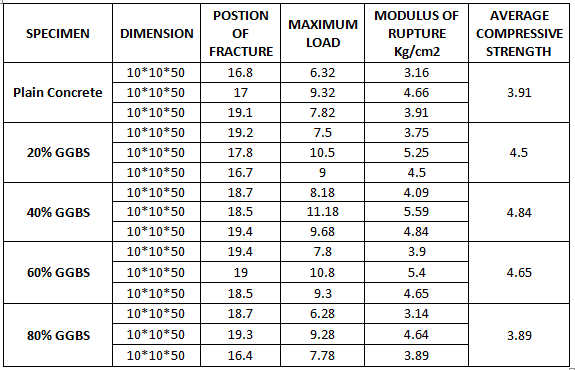 SPECIMEN DIMENSION POSTION OF FRACTURE MAXIMUM LOAD MODULUS OF RUPTURE Kg/cm2 AVERAGE COMPRESSIVE STRENGTH
Plain Concrete 10*10*50 16.8 6.32 3.16 3.91
10*10*50 17 9.32 4.66
10*10*50 19.1 7.82 3.91
20% GGBS 10*10*50 19.2 7.5 3.75 4.5
10*10*50 17.8 10.5 5.25
10*10*50 16.7 9 4.5
40% GGBS 10*10*50 18.7 8.18 4.09 4.84
10*10*50 18.5 11.18 5.59
10*10*50 19.4 9.68 4.84
60% GGBS 10*10*50 19.4 7.8 3.9 4.65
10*10*50 19 10.8 5.4
10*10*50 18.5 9.3 4.65
80% GGBS 10*10*50 18.7 6.28 3.14 3.89
10*10*50 19.3 9.28 4.64
10*10*50 16.4 7.78 3.89